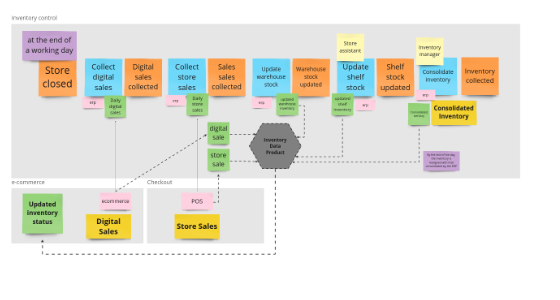 Inventory control
at the end of
a working day
Store
closed
Collect
digital
sales
Digital
sales
collected
Collect
store
sales
Sales
sales
collected
Update
warehouse
stock
Warehouse
stock
updated
Store
assistant
Update
shelf
stock
Shelf
stock
updated
Inventory
manager
Consolidate
inventory
Inventory
collected
erp
Daily
digital
sales
erp
Daily
store
sales
erp
updated
warehouse
inventory
updated
shelf
inventory
erp
erp
Consolidated
Inventory
digital
sale
store
sale
Inventory
Data
Product
e-commerce
Updated
inventory
status
ecommerce
Digital
Sales
Checkout
POS
Store Sales